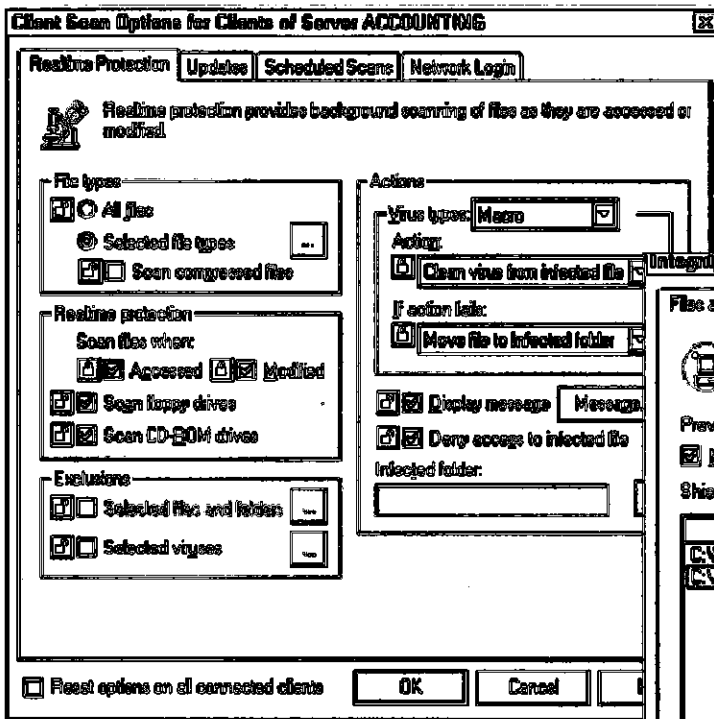 Client Scan Options for Clients of Server ACCOUNTING
Realtime Protection Updates Scheduled Scans Network Login
Realtime protection provides background scanning of files as they are accessed or
modified.
File types
All files
Selected file types ...
Scan compressed files
Realtime protection
Scan files when:
Accessed Modified
Scan floppy drives
Scan CD-ROM drives
Exclusions
Selected files and folders ...
Selected viruses ...
Actions
Virus types: Macro
Action:
Clean virus from infected file
If action fails:
Move file to infected folder
Display message Message.
Deny access to infected file
Infected folder:
Reset options on all connected clients OK Cancel
Integri
Files a
Prev
Shie
C:\
C:\